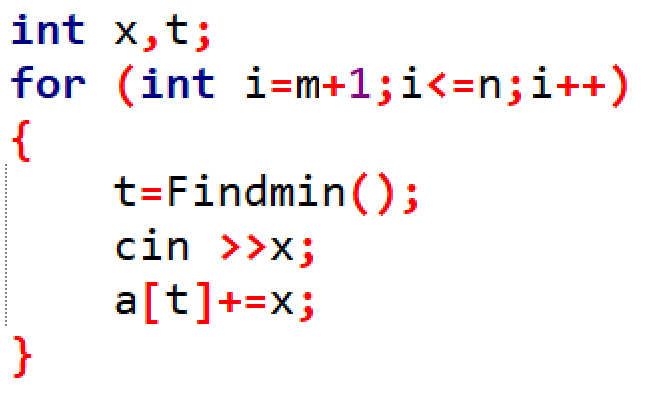 int x,t;
for (int i=m+1;i<=n;i++)
{
t=Findmin();
cin >>x;
a[t]+=x;
}